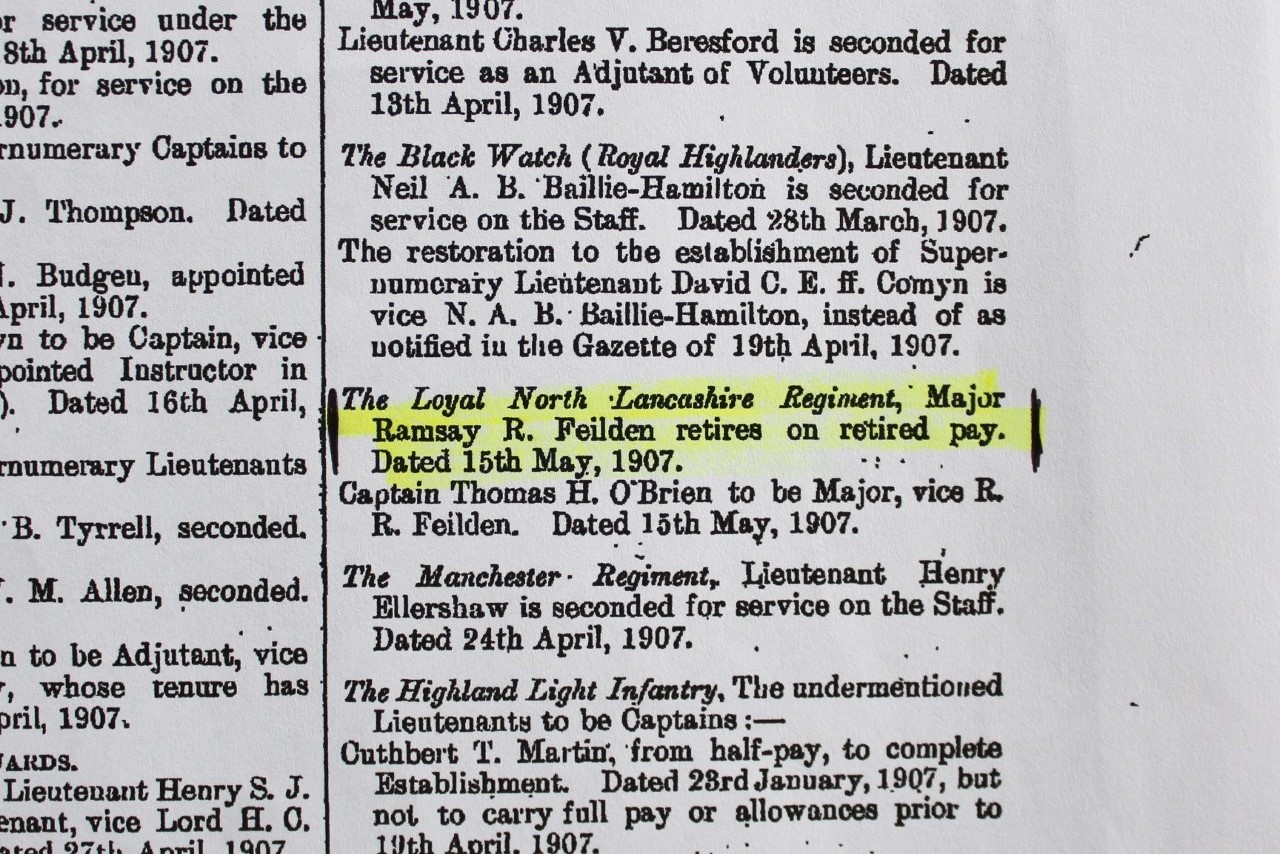 r service under the
8th April, 1907.
on, for service on the
1907.
rnumerary Captains to
J. Thompson. Dated
. Budgen, appointed
April, 1907.
n to be Captain, vice
pointed Instructor in
). Dated 16th April,
rnumerary Lieutenants
B. Tyrrell, seconded.
. M. Allen, seconded.
n to be Adjutant, vice
, whose tenure has
pril, 1907.
ARDS.
Lieutenant Henry S. J.
enant, vice Lord H. C.
ated 27th April, 1907.
May, 1907.
Lieutenant Charles V. Beresford is seconded for
service as an Adjutant of Volunteers. Dated
13th April, 1907.
The Black Watch (Royal Highlanders), Lieutenant
Neil A. B. Baillie-Hamilton is seconded for
service on the Staff. Dated 28th March, 1907.
The restoration to the establishment of Super-
numerary Lieutenant David C. E. ff. Comyn is
vice N. A. B. Baillie-Hamilton, instead of as
notified in the Gazette of 19th April, 1907.
The Loyal North Lancashire Regiment, Major
Ramsay R. Feilden retires on retired pay.
Dated 15th May, 1907.
Captain Thomas H. O'Brien to be Major, vice R.
R. Feilden. Dated 15th May, 1907.
The Manchester Regiment, Lieutenant Henry
Ellershaw is seconded for service on the Staff.
Dated 24th April, 1907.
The Highland Light Infantry, The undermentioned
Lieutenants to be Captains :—
Cuthbert T. Martin, from half-pay, to complete
Establishment. Dated 23rd January, 1907, but
not to carry full pay or allowances prior to
19th April, 1907.